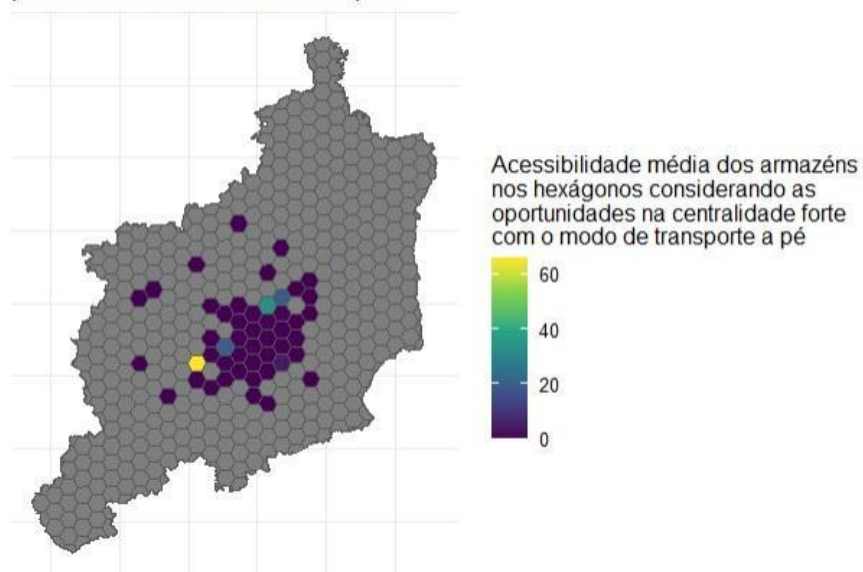 Acessibilidade média dos armazéns
nos hexágonos considerando as
oportunidades na centralidade forte
com o modo de transporte a pé
60
40
20
0